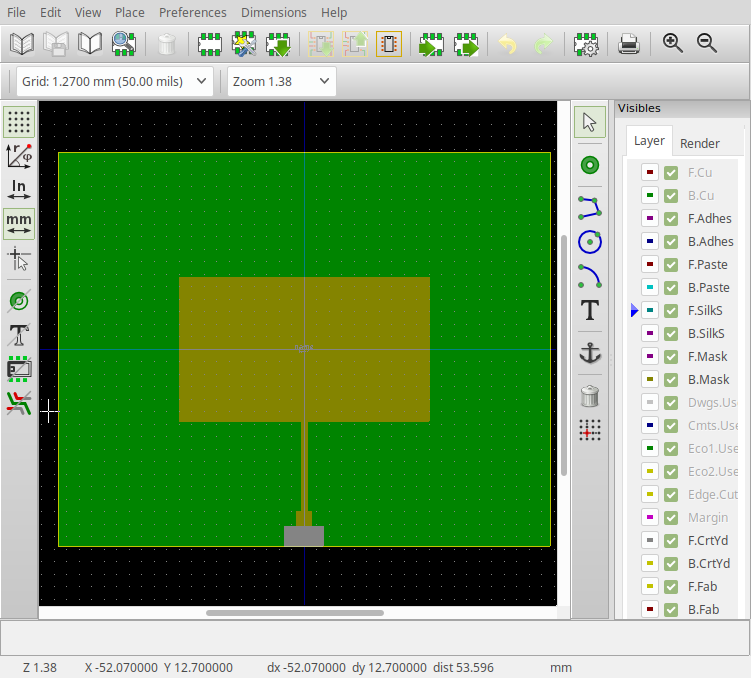 File Edit View Place Preferences Dimensions Help
Grid: 1.2700 mm (50.00 mils) Zoom 1.38
Visibles
Layer Render
r
φ
In
mm
T
T
F.Cu
B.Cu
F.Adhes
B.Adhes
F.Paste
B.Paste
F.SilkS
B.SilkS
F.Mask
B.Mask
Dwgs.Us
Cmts.Use
Eco1.Use
Eco2.Use
Edge.Cut
Margin
F.CrtYd
B.CrtYd
F.Fab
B.Fab
Z 1.38 X -52.070000 Y 12.700000 dx -52.070000 dy 12.700000 dist 53.596 mm